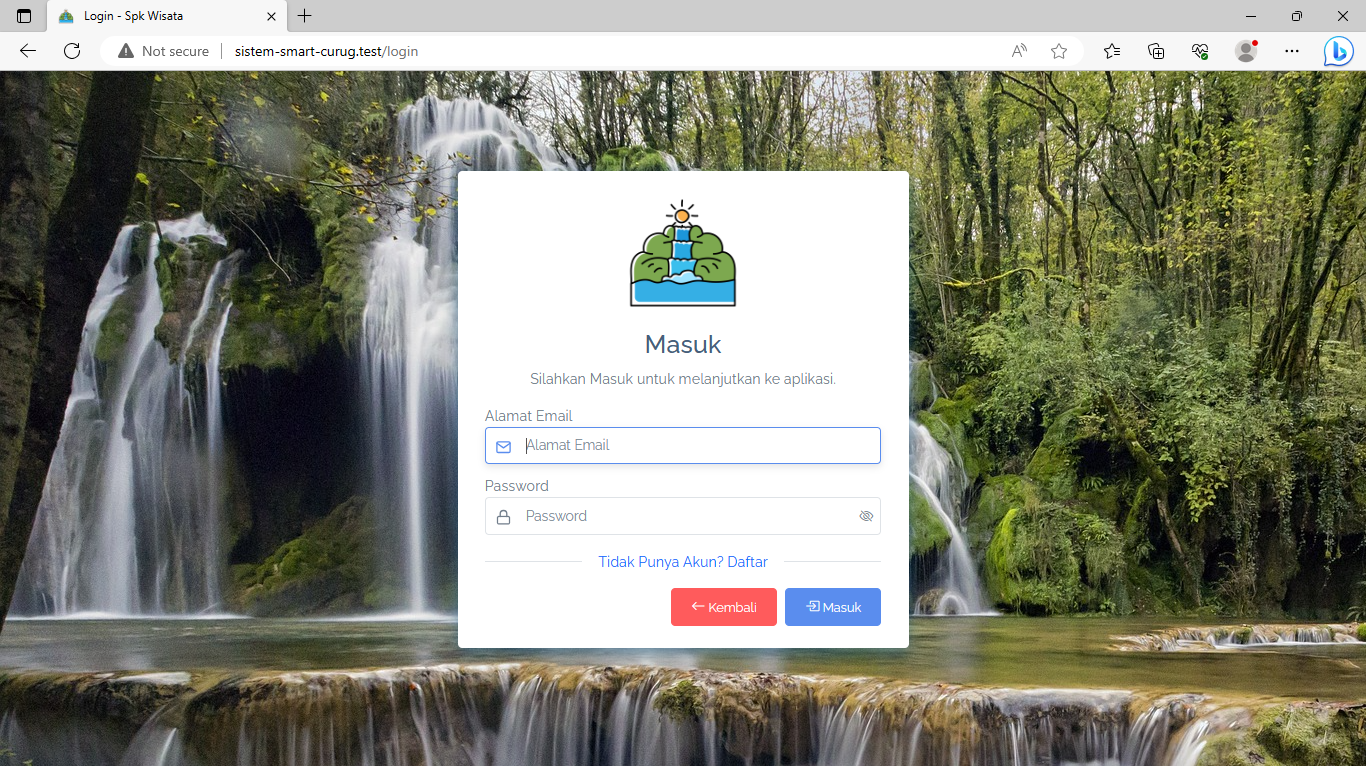 Login - Spk Wisata
Not secure
sistem-smart-curug.test/login
Masuk
Silahkan Masuk untuk melanjutkan ke aplikasi.
Alamat Email
Alamat Email
Password
Password
Tidak Punya Akun? Daftar
Kembali
Masuk